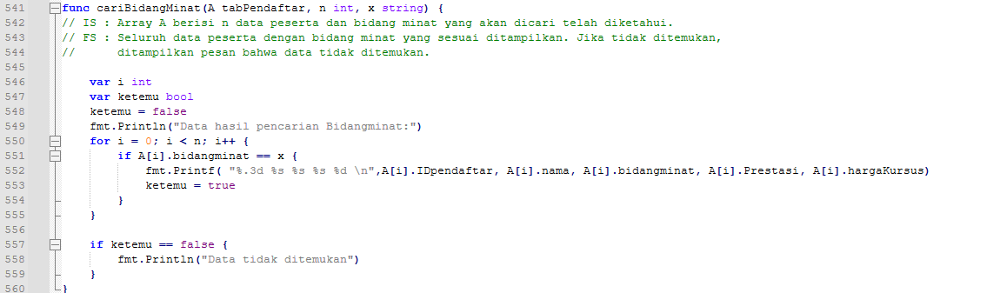 541 func cariBidangMinat(A tabPendaftar, n int, x string) {
542 // IS : Array A berisi n data peserta dan bidang minat yang akan dicari telah diketahui.
543 // FS : Seluruh data peserta dengan bidang minat yang sesuai ditampilkan. Jika tidak ditemukan,
544 //      ditampilkan pesan bahwa data tidak ditemukan.
545
546     var i int
547     var ketemu bool
548     ketemu = false
549     fmt.Println("Data hasil pencarian Bidangminat:")
550     for i = 0; i < n; i++ {
551         if A[i].bidangminat == x {
552             fmt.Printf( "%.3d %s %s %s %d \n",A[i].IDpendaftar, A[i].nama, A[i].bidangminat, A[i].Prestasi, A[i].hargaKursus)
553             ketemu = true
554         }
555     }
556
557     if ketemu == false {
558         fmt.Println("Data tidak ditemukan")
559     }
560 }